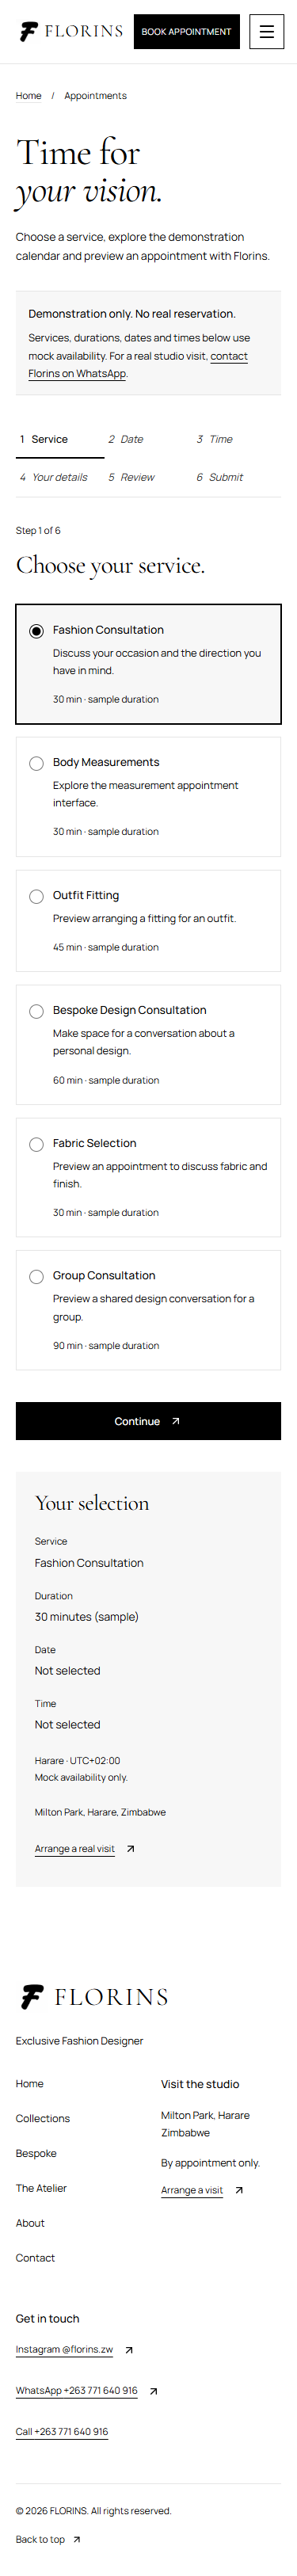 FLORINS
BOOK APPOINTMENT
Home / Appointments
Time for
your vision.
Choose a service, explore the demonstration
calendar and preview an appointment with Florins.
Demonstration only. No real reservation.
Services, durations, dates and times below use
mock availability. For a real studio visit, contact
Florins on WhatsApp.
1 Service 2 Date 3 Time
4 Your details 5 Review 6 Submit
Step 1 of 6
Choose your service.
Fashion Consultation
Discuss your occasion and the direction you
have in mind.
30 min · sample duration
Body Measurements
Explore the measurement appointment
interface.
30 min · sample duration
Outfit Fitting
Preview arranging a fitting for an outfit.
45 min · sample duration
Bespoke Design Consultation
Make space for a conversation about a
personal design.
60 min · sample duration
Fabric Selection
Preview an appointment to discuss fabric and
finish.
30 min · sample duration
Group Consultation
Preview a shared design conversation for a
group.
90 min · sample duration
Continue
Your selection
Service
Fashion Consultation
Duration
30 minutes (sample)
Date
Not selected
Time
Not selected
Harare · UTC+02:00
Mock availability only.
Milton Park, Harare, Zimbabwe
Arrange a real visit
FLORINS
Exclusive Fashion Designer
Home
Collections
Bespoke
The Atelier
About
Contact
Visit the studio
Milton Park, Harare
Zimbabwe
By appointment only.
Arrange a visit
Get in touch
Instagram @florins.zw
WhatsApp +263 771 640 916
Call +263 771 640 916
© 2026 FLORINS. All rights reserved.
Back to top